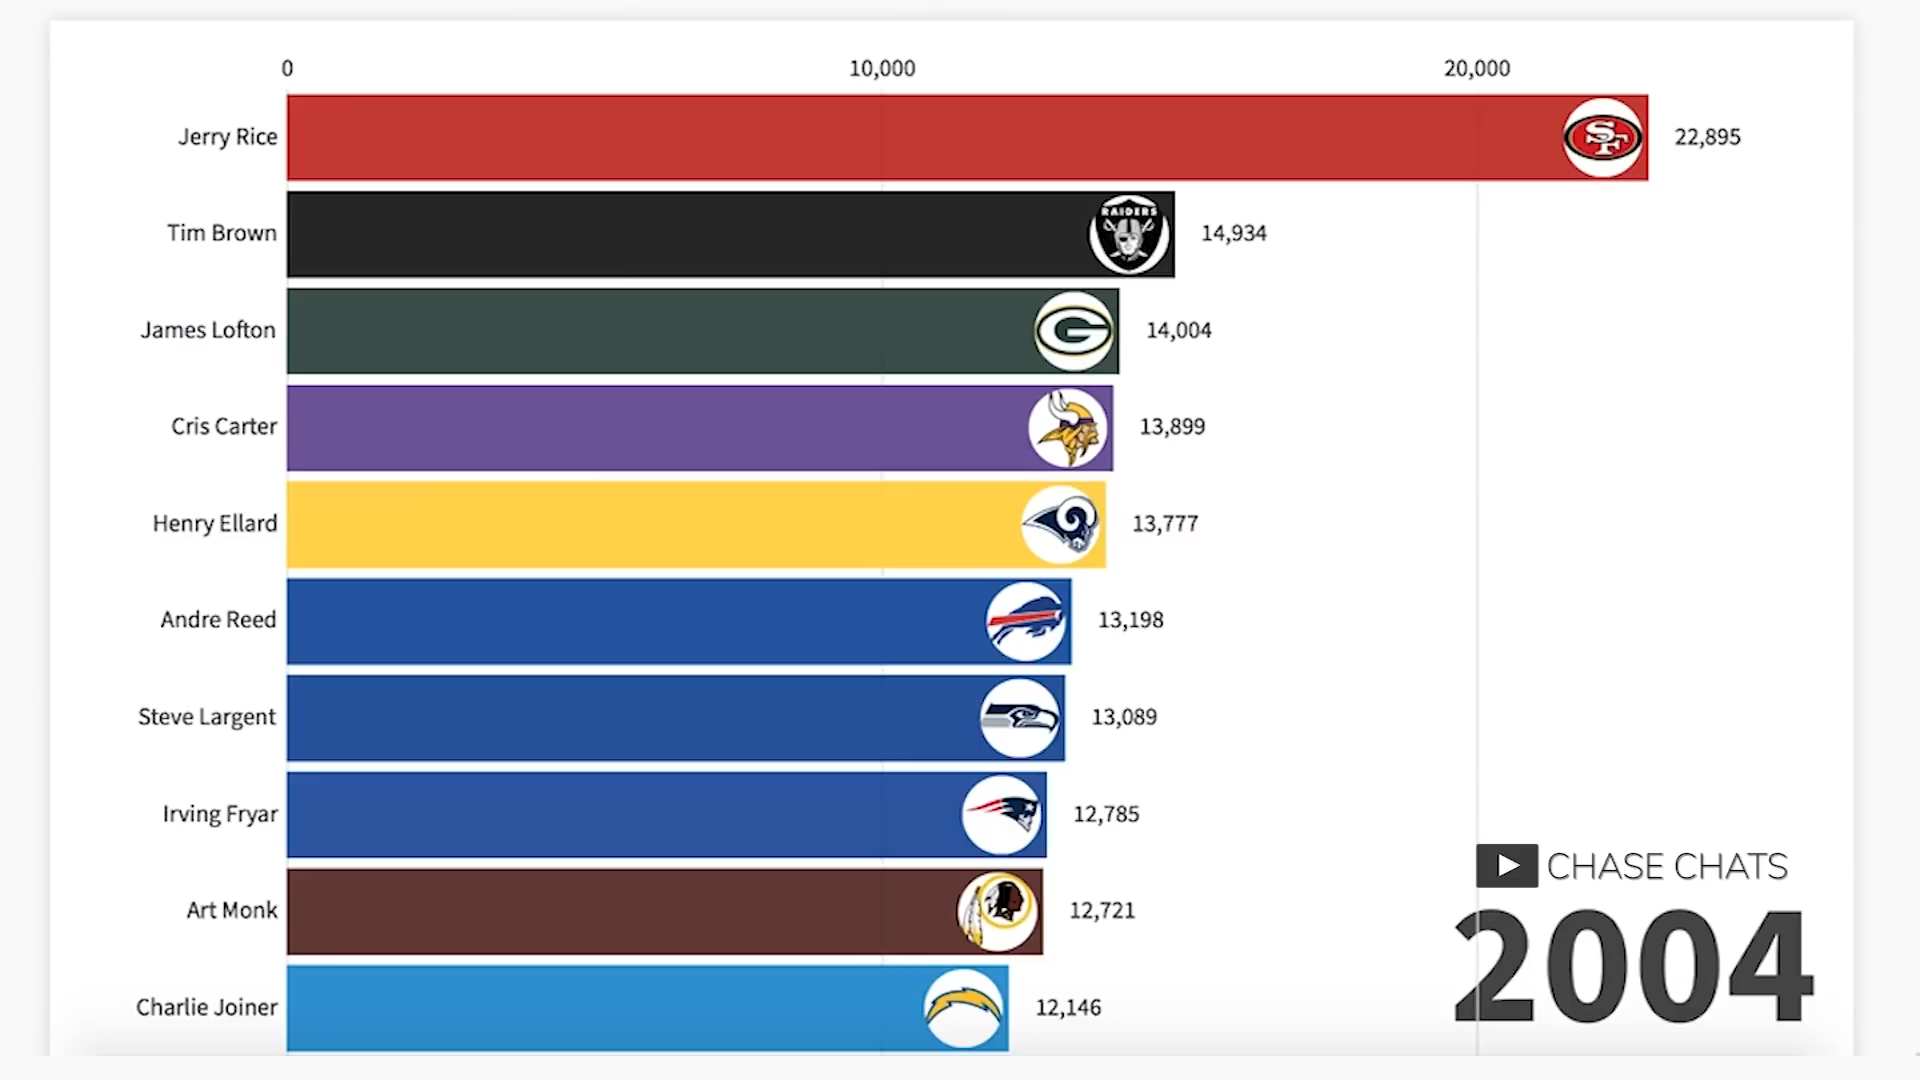 0 10,000 20,000
Jerry Rice 22,895
RAIDERS
Tim Brown 14,934
James Lofton G 14,004
Cris Carter 13,899
Henry Ellard 13,777
Andre Reed 13,198
Steve Largent 13,089
Irving Fryar 12,785
Art Monk 12,721
Charlie Joiner 12,146
SF
CHASE CHATS
2004